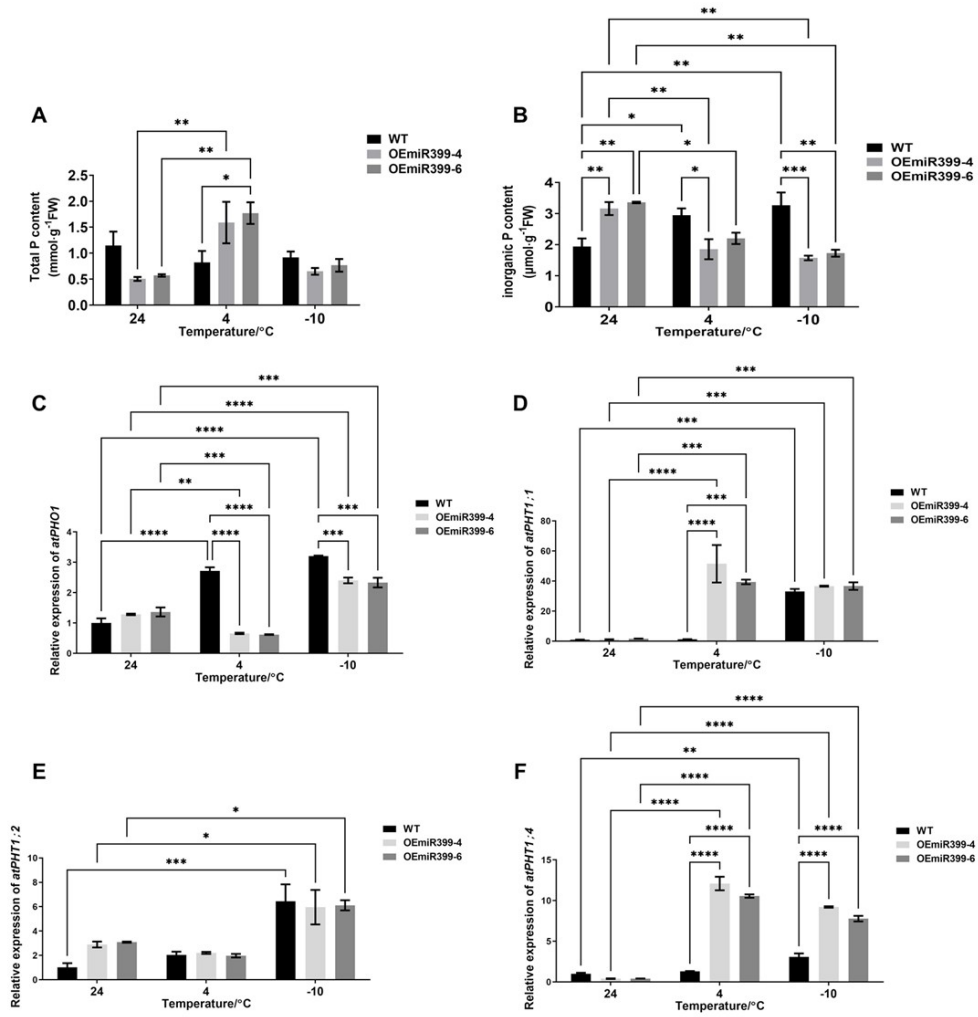 A
**
**
*
WT
OEmiR399-4
OEmiR399-6
Total P content
(mmol·g⁻¹FW)
2.5
2.0
1.5
1.0
0.5
0.0
24
4
-10
Temperature/°C
B
**
**
**
**
*
**
*
**
**
*
***
**
WT
OEmiR399-4
OEmiR399-6
inorganic P content
(μmol·g⁻¹FW)
4
3
2
1
0
24
4
-10
Temperature/°C
C
***
****
****
***
**
****
****
****
***
***
WT
OEmiR399-4
OEmiR399-6
Relative expression of atPHO1
4
3
2
1
0
24
4
-10
Temperature/°C
D
***
***
***
***
****
***
****
WT
OEmiR399-4
OEmiR399-6
Relative expression of atPHT1;1
80
60
40
20
0
24
4
-10
Temperature/°C
E
*
*
***
WT
OEmiR399-4
OEmiR399-6
Relative expression of atPHT1;2
10
8
6
4
2
0
24
4
-10
Temperature/°C
F
****
****
**
****
****
****
****
****
****
WT
OEmiR399-4
OEmiR399-6
Relative expression of atPHT1;4
15
10
5
0
24
4
-10
Temperature/°C